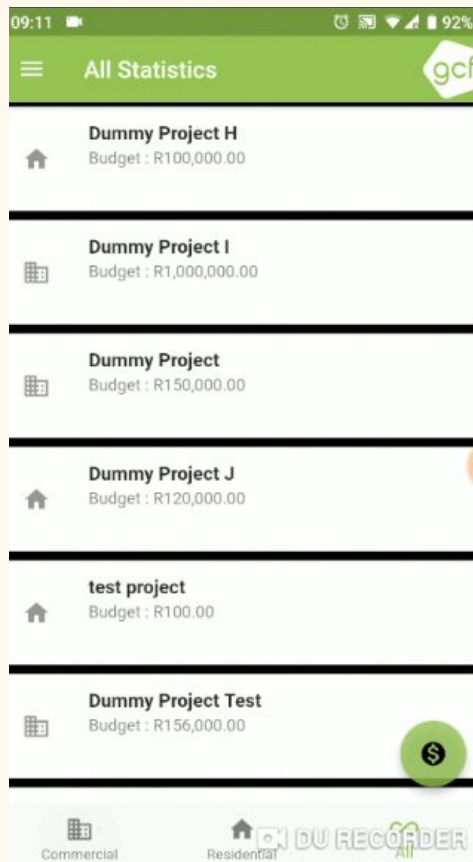 09:11
92%
All Statistics
gcf
Dummy Project H
Budget : R100,000.00
Dummy Project I
Budget : R1,000,000.00
Dummy Project
Budget : R150,000.00
Dummy Project J
Budget : R120,000.00
test project
Budget : R100.00
Dummy Project Test
Budget : R156,000.00
$
Commercial
Residential
All
DU RECORDER